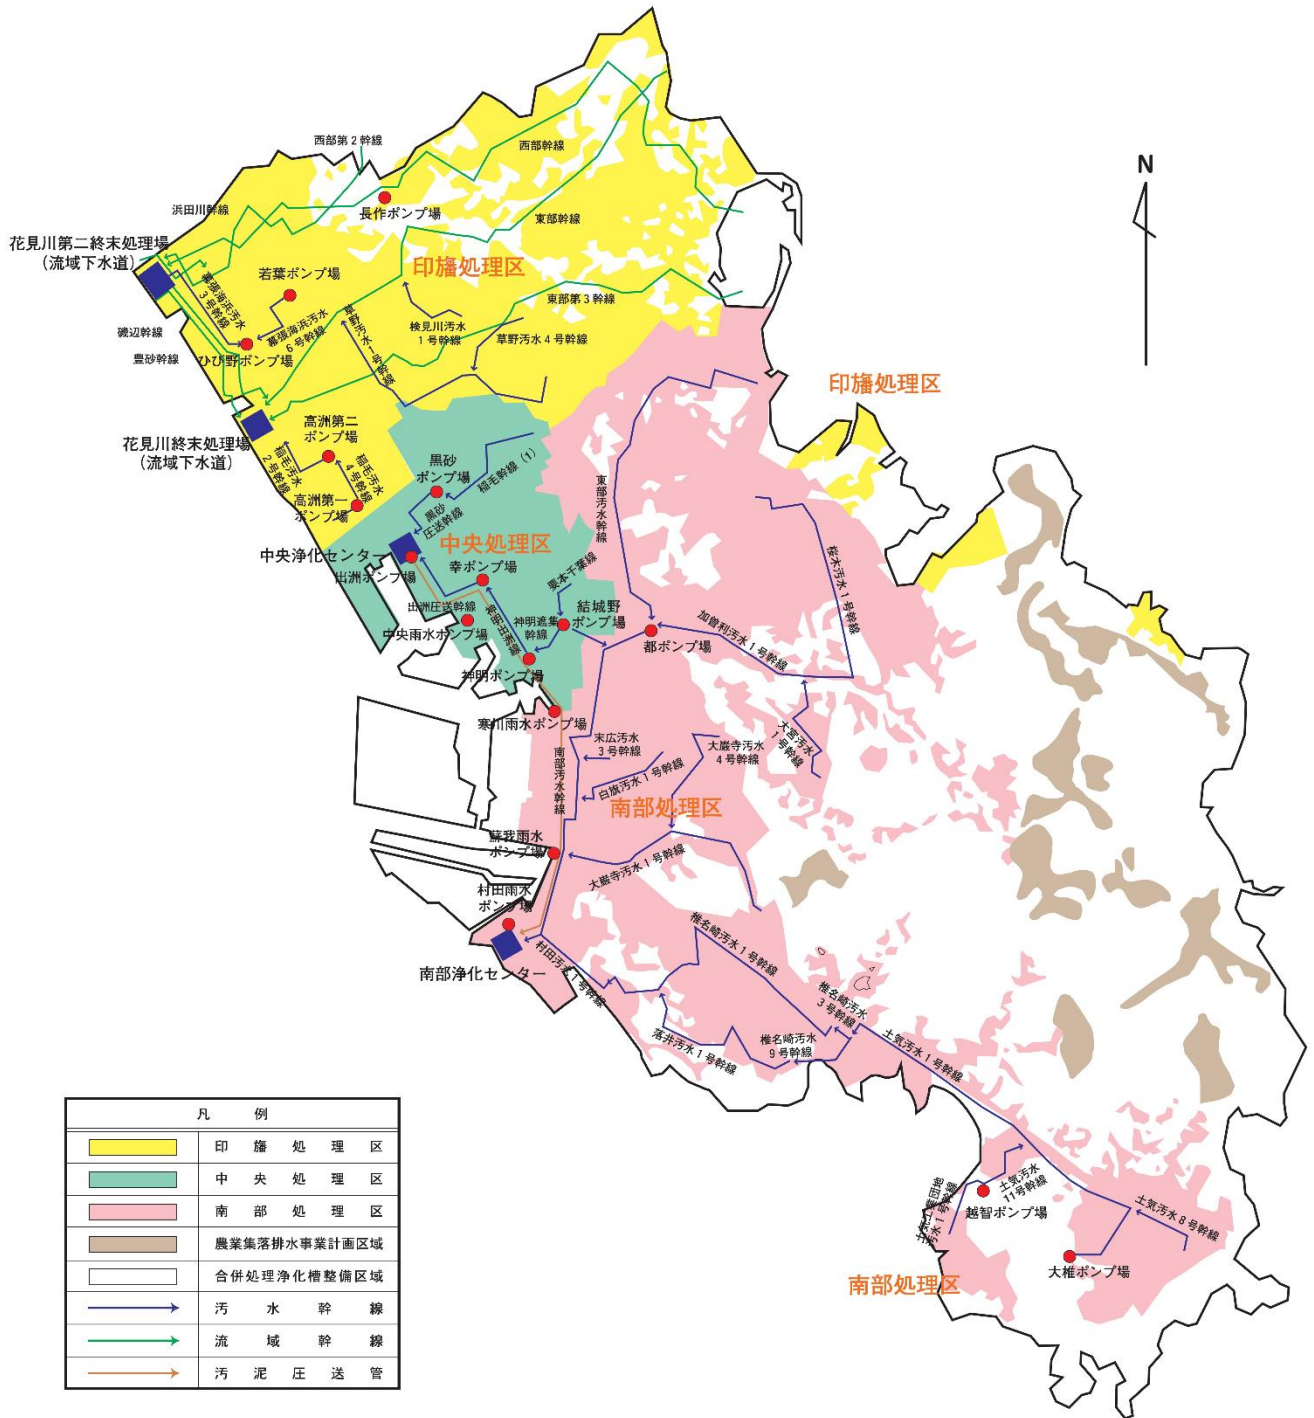 西部第2幹線
西部幹線
N
長作ポンプ場
浜田川幹線
東部幹線
花見川第二終末処理場
(流域下水道)
若葉ポンプ場
印旛処理区
幕張海浜汚水
3号幹線
東部第3幹線
検見川汚水
1号幹線
草野汚水4号幹線
草野汚水1号幹線
幕張海浜汚水
6号幹線
磯辺幹線
豊砂幹線
ひび野ポンプ場
印旛処理区
高洲第二
ポンプ場
花見川終末処理場
(流域下水道)
稲毛汚水
2号幹線
稲毛汚水
4号幹線
黒砂
ポンプ場
稲毛幹線(1)
東部汚水幹線
高洲第一
ポンプ場
黒砂
圧送幹線
中央処理区
中央浄化センター
出洲ポンプ場
幸ポンプ場
要本千葉線
桜木汚水1号幹線
出洲圧送幹線
中央雨水ポンプ場
神明出洲線
神明遮集
幹線
結城野
ポンプ場
都ポンプ場
加曽利汚水1号幹線
神明ポンプ場
寒川雨水ポンプ場
末広汚水
3号幹線
大巌寺汚水
4号幹線
大宮汚水
1号幹線
南部汚水幹線
白旗汚水1号幹線
南部処理区
蘇我雨水
ポンプ場
大巌寺汚水1号幹線
村田雨水
ポンプ場
椎名崎汚水1号幹線
南部浄化センター
村田汚水1号幹線
椎名崎汚水
3号幹線
落井汚水1号幹線
椎名崎汚水
9号幹線
土気汚水1号幹線
土気汚水
11号幹線
土気工業団地
汚水1号幹線
越智ポンプ場
土気汚水8号幹線
大椎ポンプ場
南部処理区
凡例
印旛処理区
中央処理区
南部処理区
農業集落排水事業計画区域
合併処理浄化槽整備区域
汚水幹線
流域幹線
汚泥圧送管